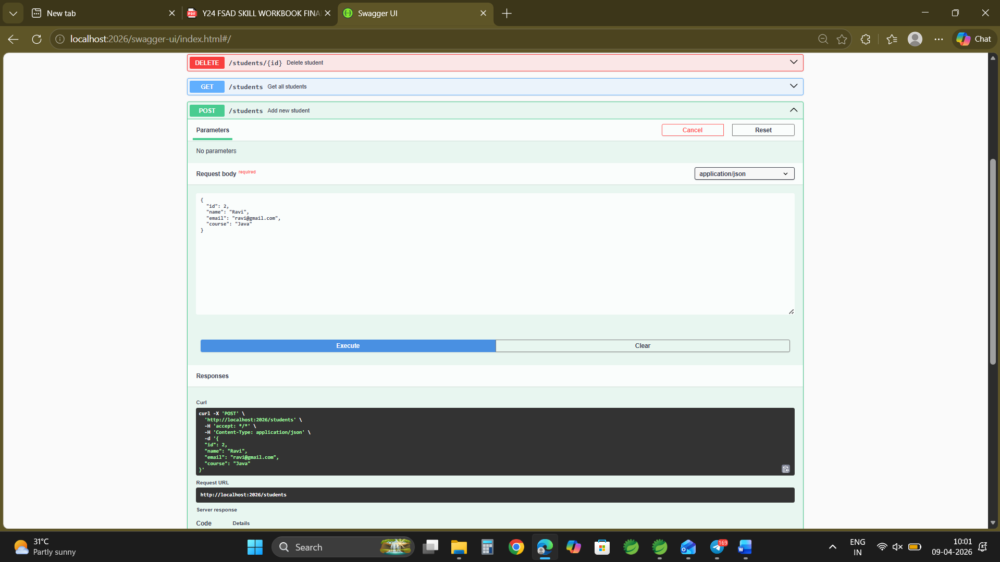 New tab
Y24 FSAD SKILL WORKBOOK FINA
Swagger UI
localhost:2026/swagger-ui/index.html#/
Chat
DELETE /students/{id} Delete student
GET /students Get all students
POST /students Add new student
Parameters
Cancel
Reset
No parameters
Request body required
application/json
{
"id": 2,
"name": "Ravi",
"email": "ravi@gmail.com",
"course": "Java"
}
Execute
Clear
Responses
Curl
curl -X 'POST' \
'http://localhost:2026/students' \
-H 'accept: */*' \
-H 'Content-Type: application/json' \
-d '{
"id": 2,
"name": "Ravi",
"email": "ravi@gmail.com",
"course": "Java"
}'
Request URL
http://localhost:2026/students
Server response
Code Details
31°C
Partly sunny
Search
169
ENG
IN
10:01
09-04-2026